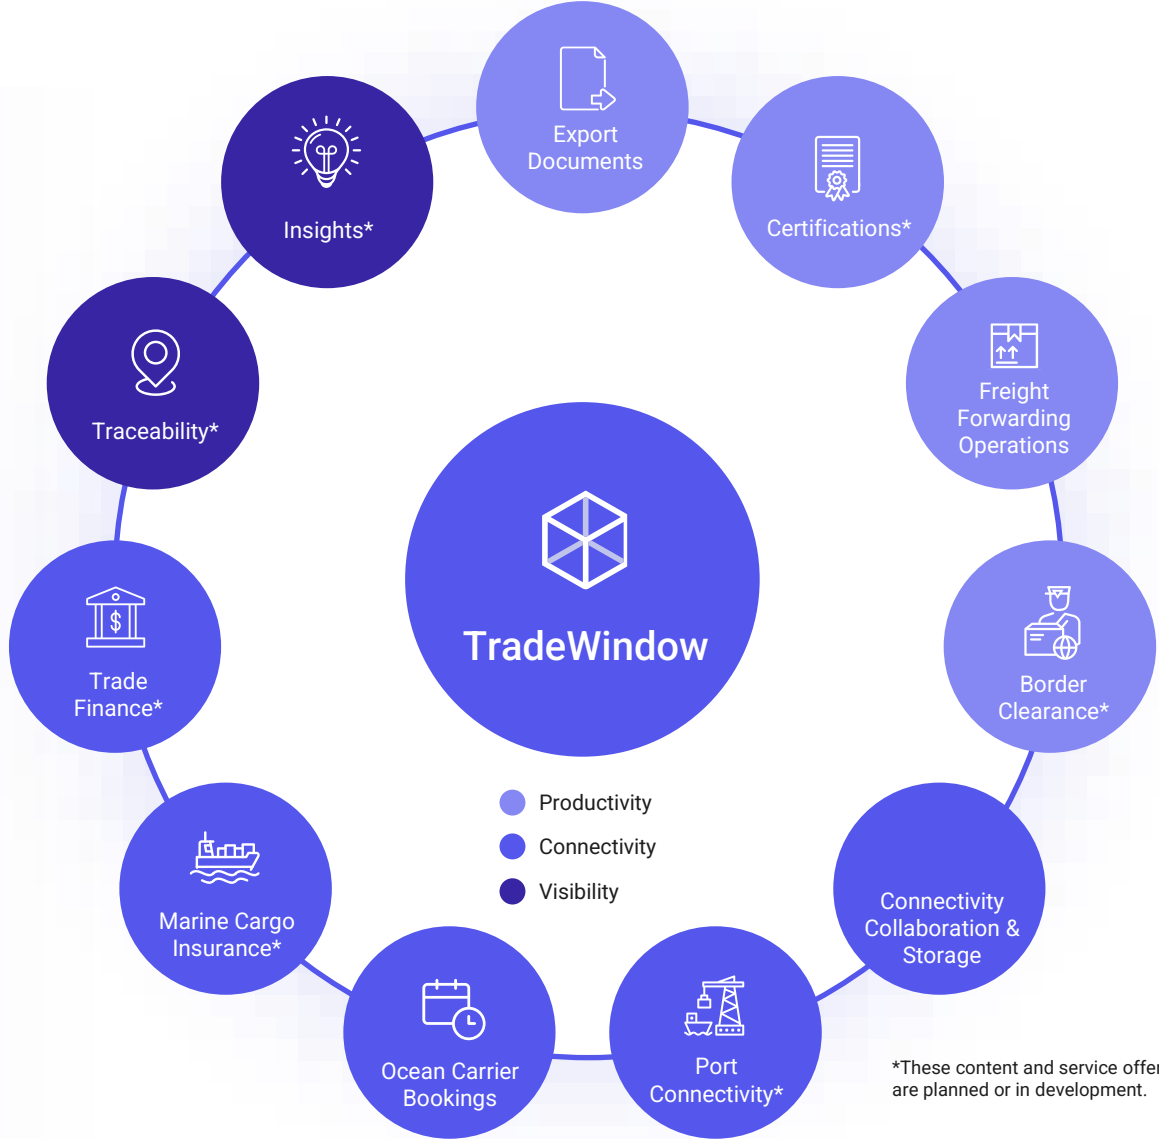 Export
Documents
Certifications*
Freight
Forwarding
Operations
Border
Clearance*
Connectivity
Collaboration &
Storage
Port
Connectivity*
Ocean Carrier
Bookings
Marine Cargo
Insurance*
Trade
Finance*
Traceability*
Insights*
$
TradeWindow
Productivity
Connectivity
Visibility
*These content and service
are planned or in development.